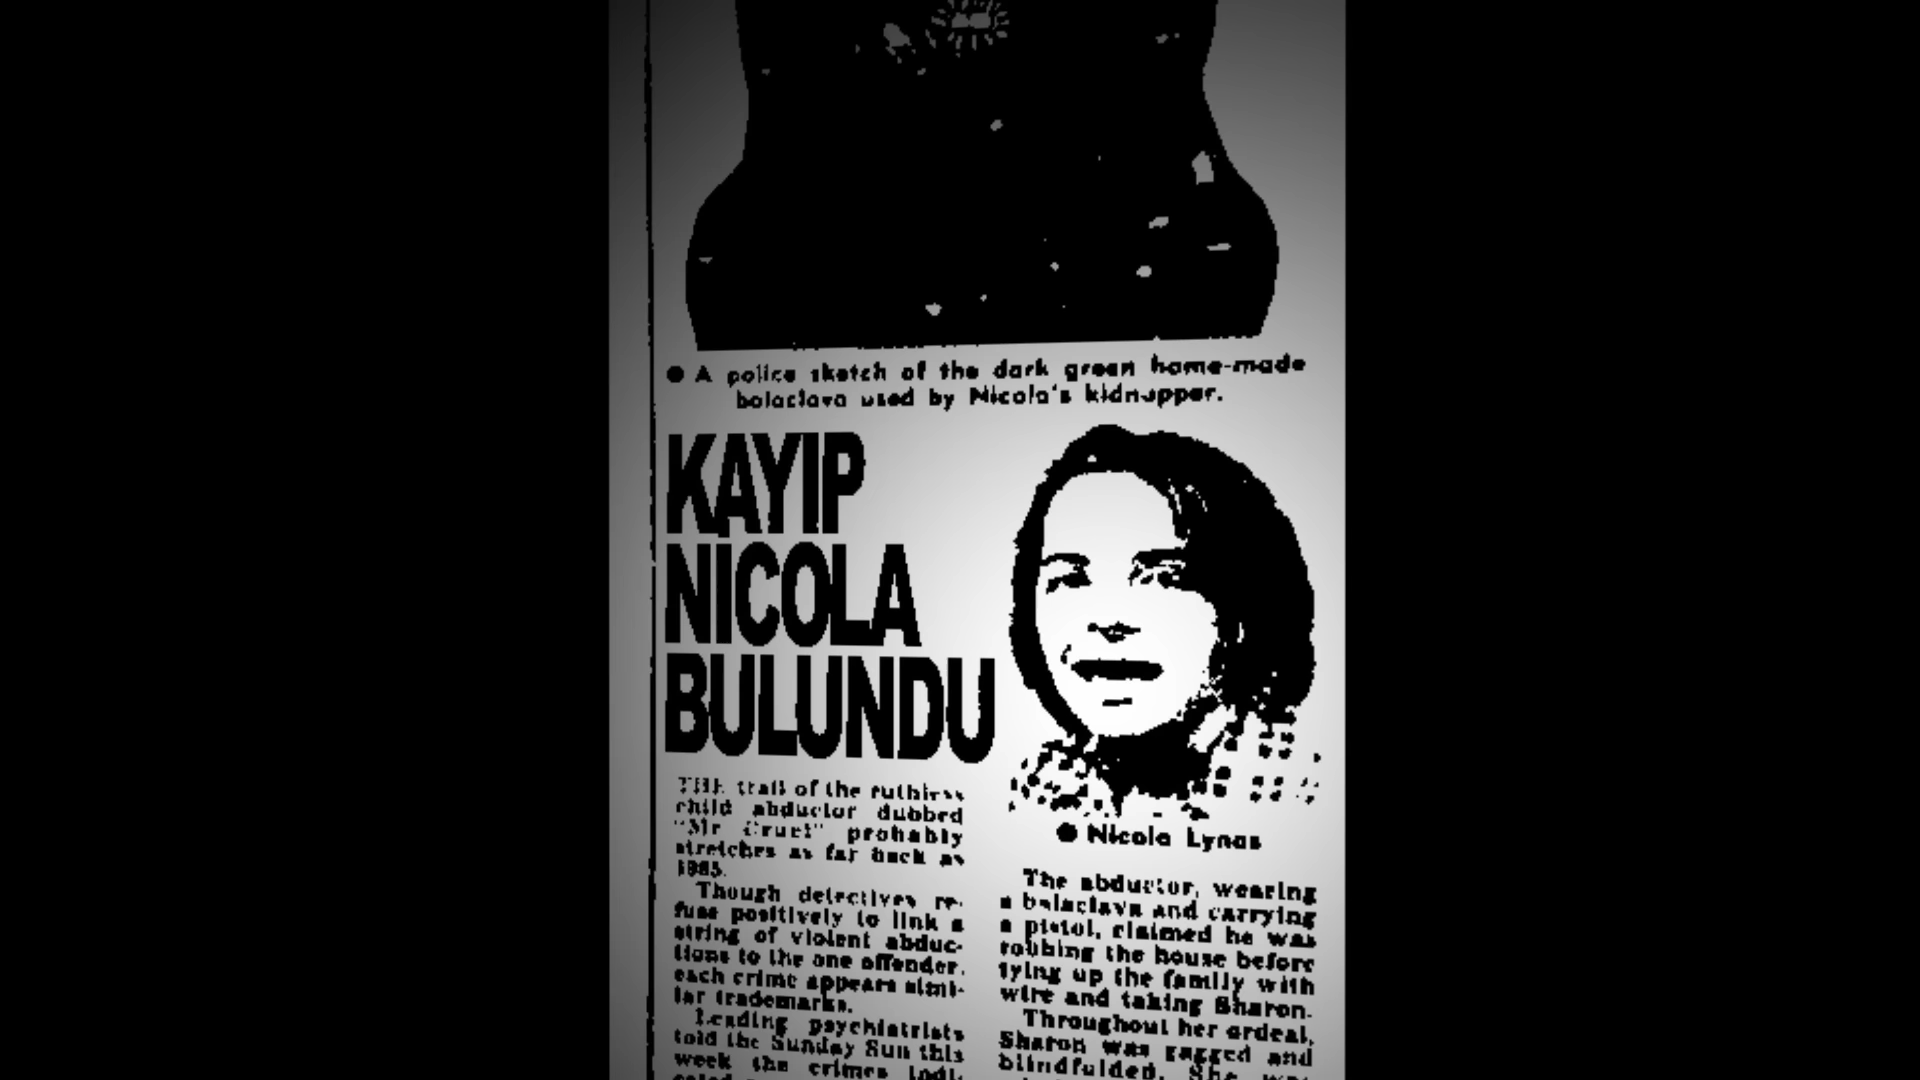 ● A police sketch of the dark green home-made
balaclava used by Nicola's kidnapper.
KAYIP
NİCOLA
BULUNDU
● Nicola Lynas
THE trail of the ruthless
child abductor dubbed
"Mr Cruel" probably
stretches as far back as
1985.
Though detectives re-
fuse positively to link a
string of violent abduc-
tions to the one offender,
each crime appears simi-
lar trademarks.
Leading psychiatrists
told the Sunday Sun this
week the crimes indi-
The abductor, wearing
a balaclava and carrying
a pistol, claimed he was
robbing the house before
tying up the family with
wire and taking Sharon.
Throughout her ordeal,
Sharon was gagged and
blindfolded. She was